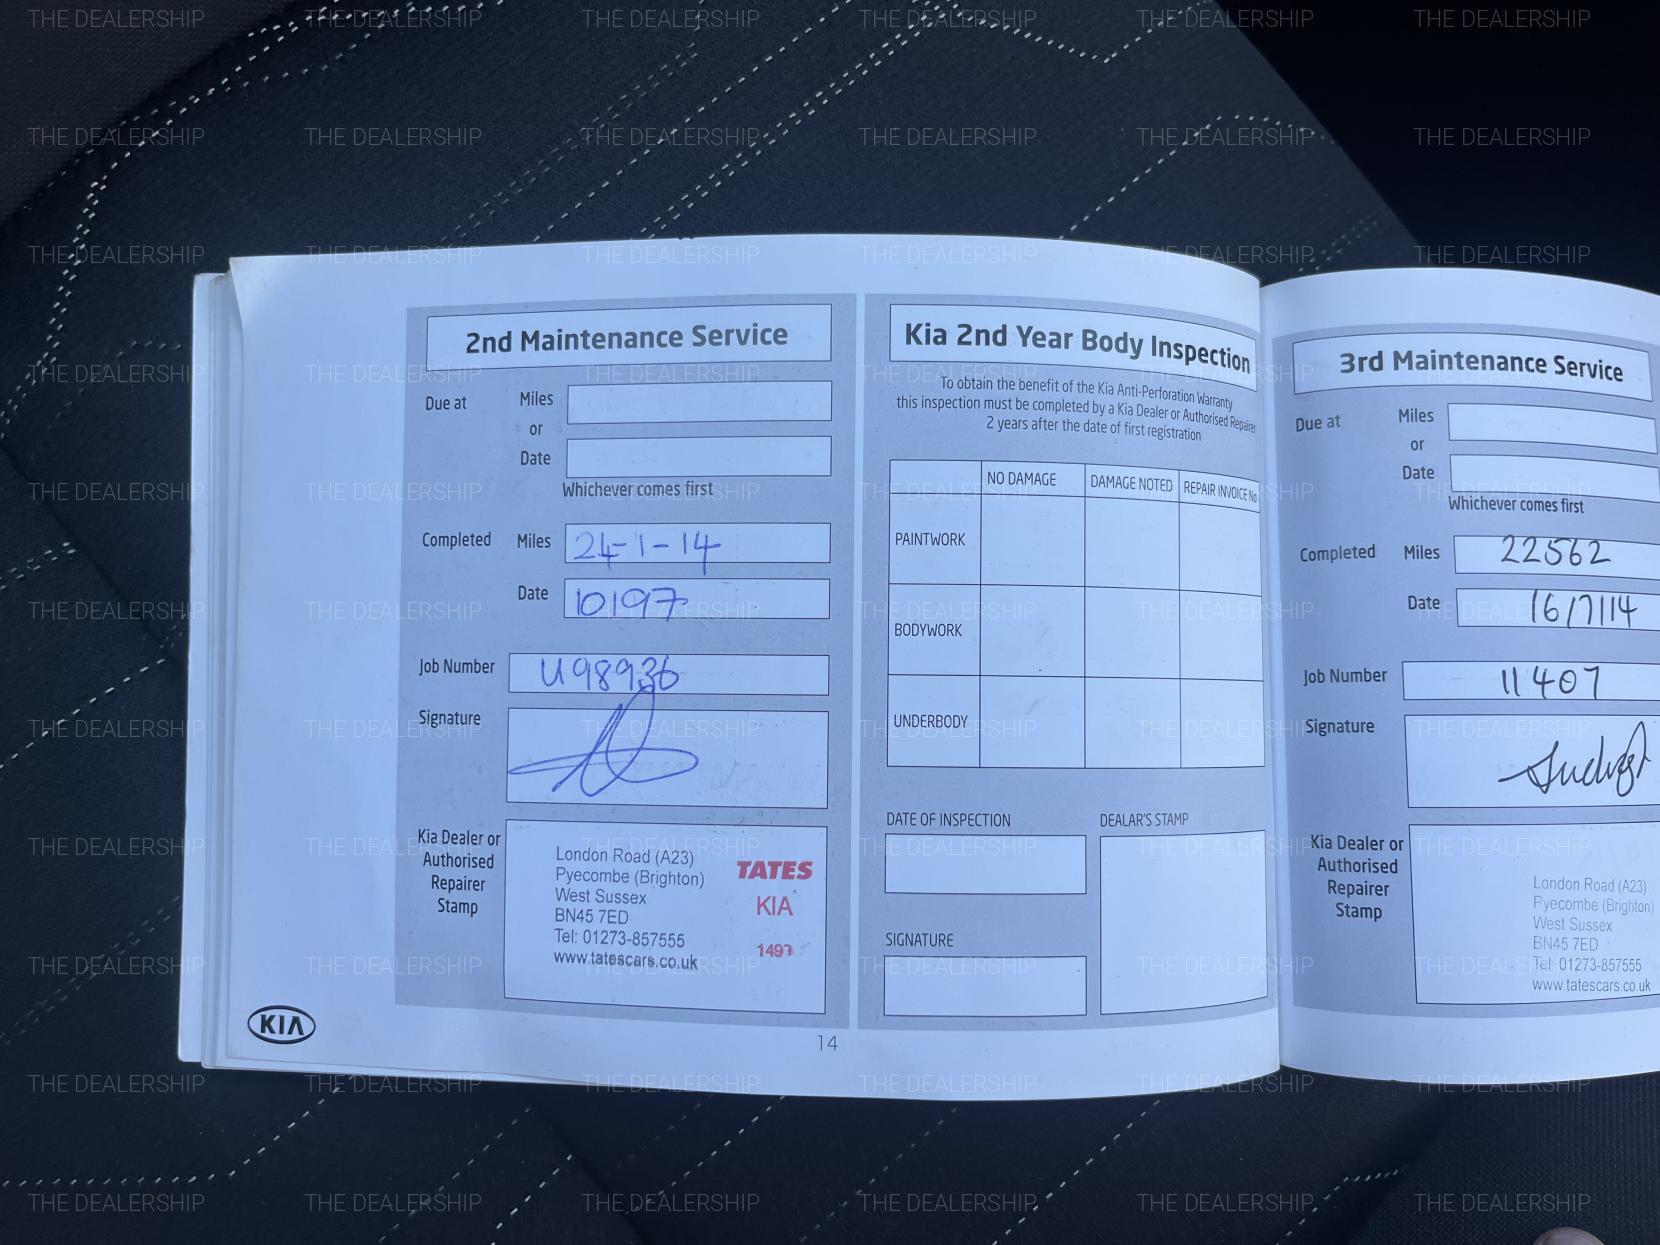 2nd Maintenance Service
Due at Miles
or
Date
Whichever comes first
Completed Miles 24-1-14
Date 10197
Job Number U98936
Signature
Kia Dealer or
Authorised
Repairer
Stamp
London Road (A23)
Pyecombe (Brighton)
West Sussex
BN45 7ED
Tel: 01273-857555
www.tatescars.co.uk
TATES
KIA
1497
KIA
14
Kia 2nd Year Body Inspection
To obtain the benefit of the Kia Anti-Perforation Warranty
this inspection must be completed by a Kia Dealer or Authorised Repairer
2 years after the date of first registration
NO DAMAGE DAMAGE NOTED REPAIR INVOICE No
PAINTWORK
BODYWORK
UNDERBODY
DATE OF INSPECTION
DEALAR'S STAMP
SIGNATURE
3rd Maintenance Service
Due at Miles
or
Date
Whichever comes first
Completed Miles 22562
Date 16/7/14
Job Number 11407
Signature
Kia Dealer or
Authorised
Repairer
Stamp
London Road (A23)
Pyecombe (Brighton)
West Sussex
BN45 7ED
Tel: 01273-857555
www.tatescars.co.uk
THE DEALERSHIP